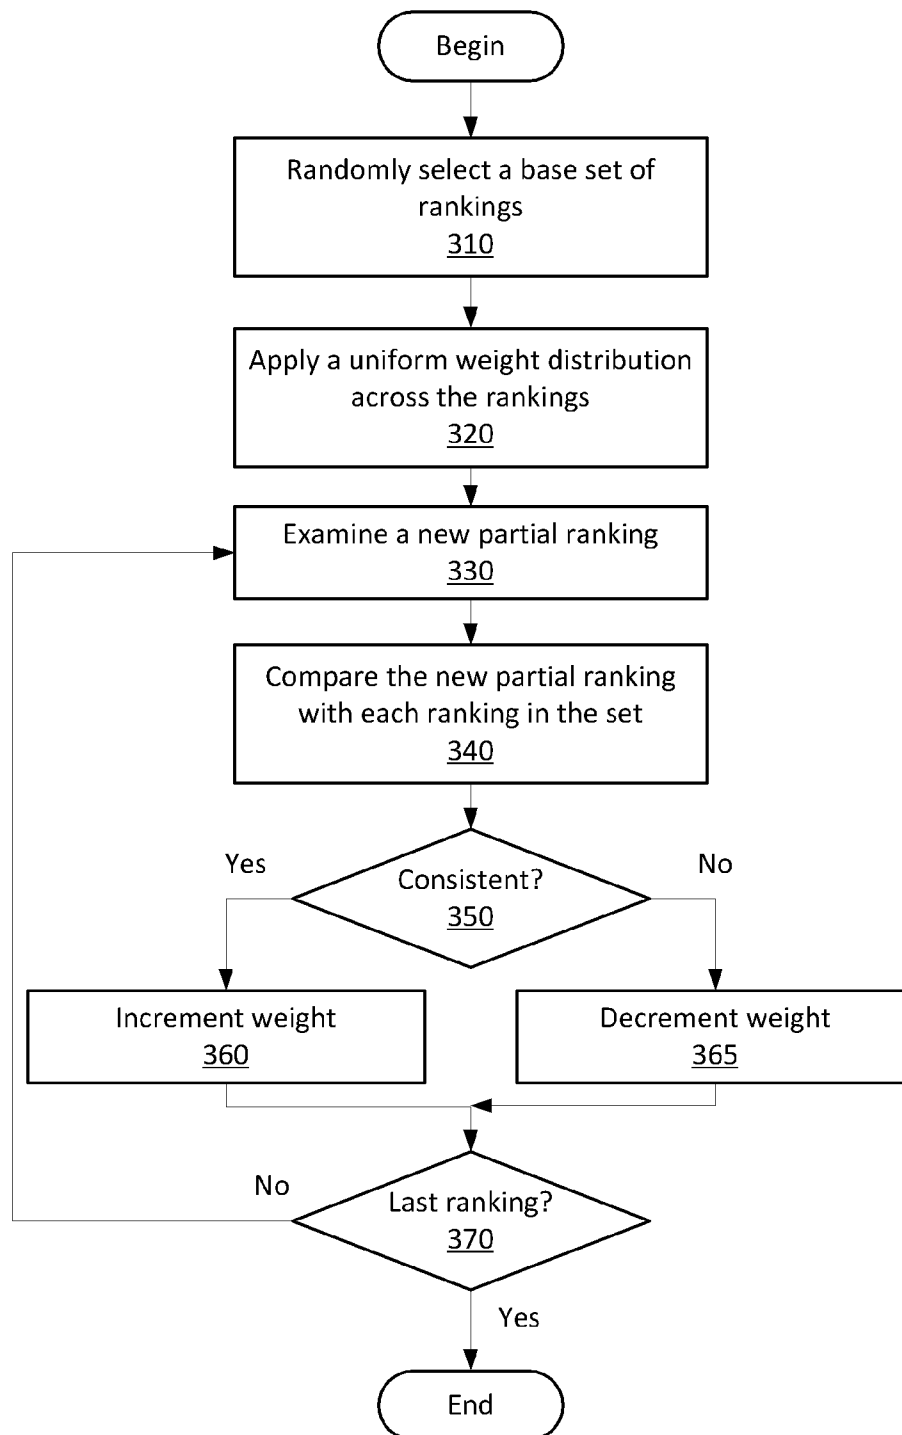 Begin
Randomly select a base set of
rankings
310
Apply a uniform weight distribution
across the rankings
320
Examine a new partial ranking
330
Compare the new partial ranking
with each ranking in the set
340
Yes
No
Consistent?
350
Increment weight
360
Decrement weight
365
No
Last ranking?
370
Yes
End